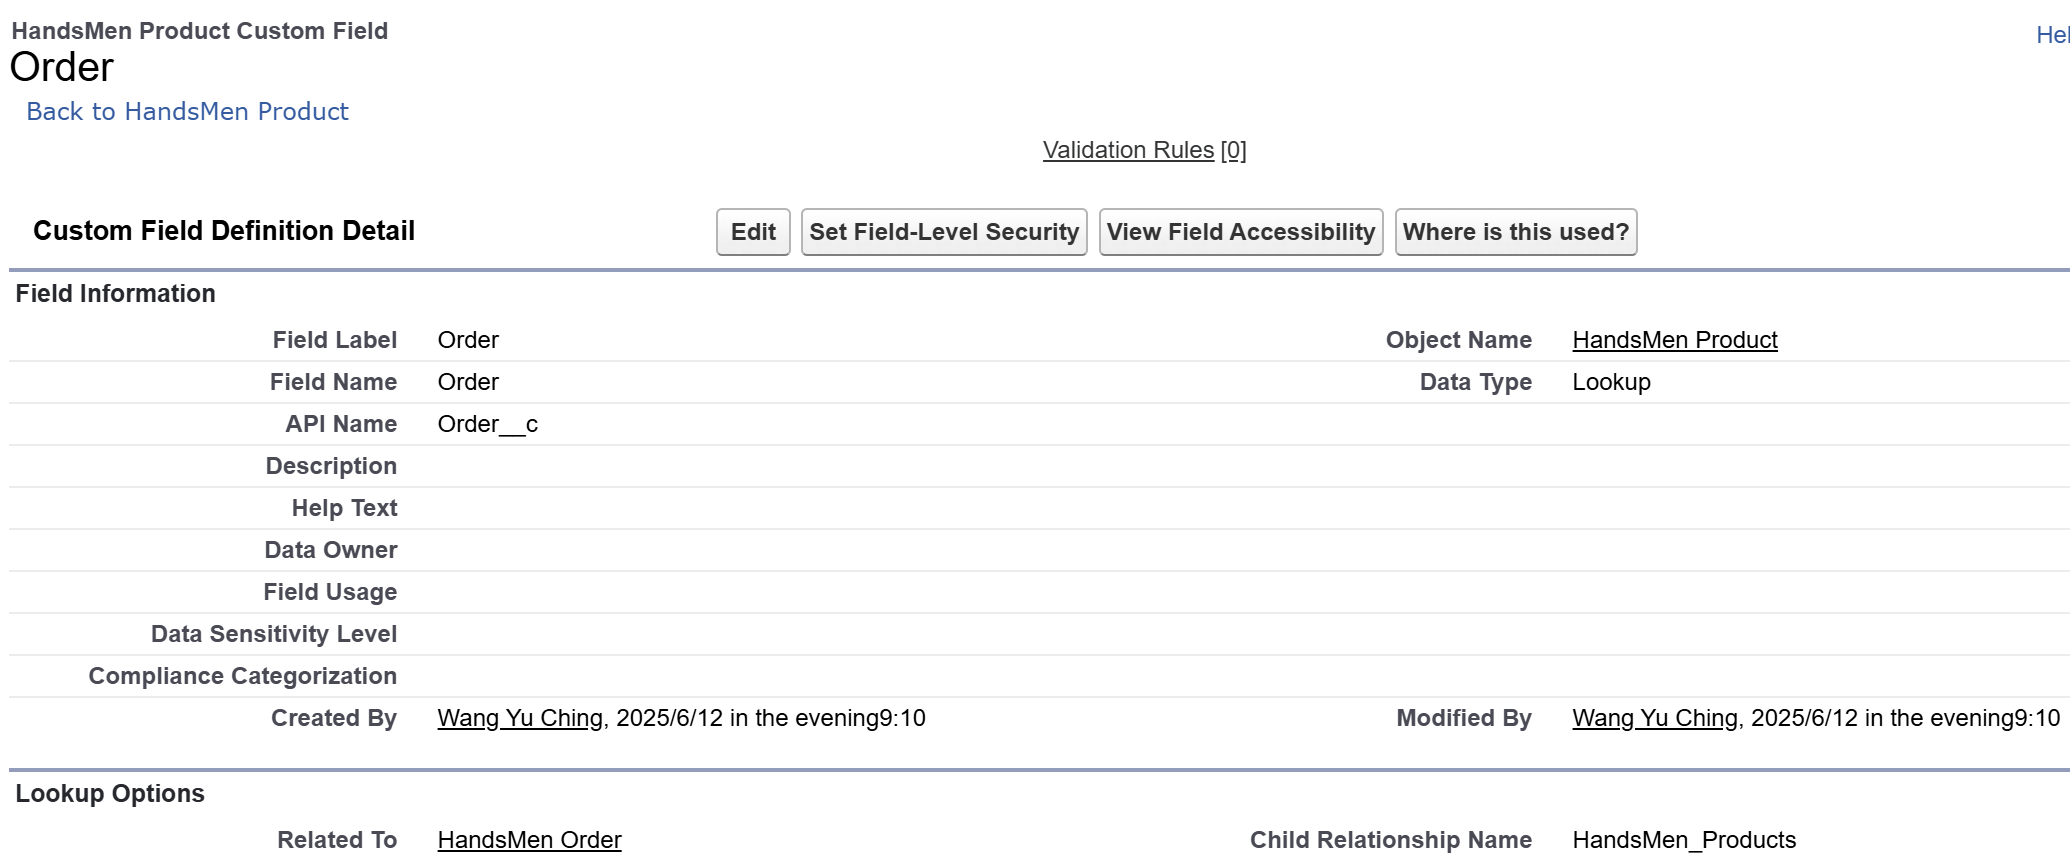 HandsMen Product Custom Field
Order
Back to HandsMen Product
Validation Rules [0]
Custom Field Definition Detail Edit Set Field-Level Security View Field Accessibility Where is this used?
Field Information
Field Label Order Object Name HandsMen Product
Field Name Order Data Type Lookup
API Name Order__c
Description
Help Text
Data Owner
Field Usage
Data Sensitivity Level
Compliance Categorization
Created By Wang Yu Ching, 2025/6/12 in the evening9:10 Modified By Wang Yu Ching, 2025/6/12 in the evening9:10
Lookup Options
Related To HandsMen Order Child Relationship Name HandsMen_Products